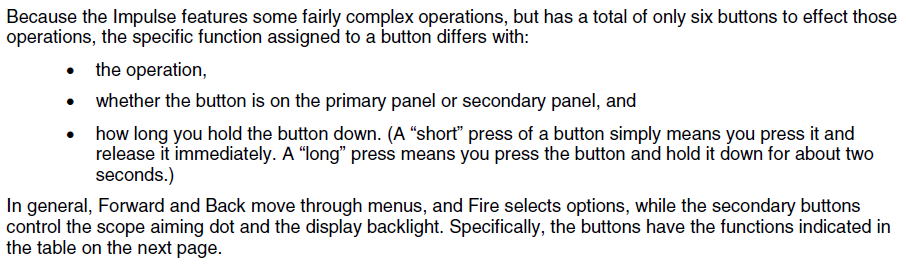 Because the Impulse features some fairly complex operations, but has a total of only six buttons to effect those
operations, the specific function assigned to a button differs with:
• the operation,
• whether the button is on the primary panel or secondary panel, and
• how long you hold the button down. (A “short” press of a button simply means you press it and
release it immediately. A “long” press means you press the button and hold it down for about two
seconds.)
In general, Forward and Back move through menus, and Fire selects options, while the secondary buttons
control the scope aiming dot and the display backlight. Specifically, the buttons have the functions indicated in
the table on the next page.